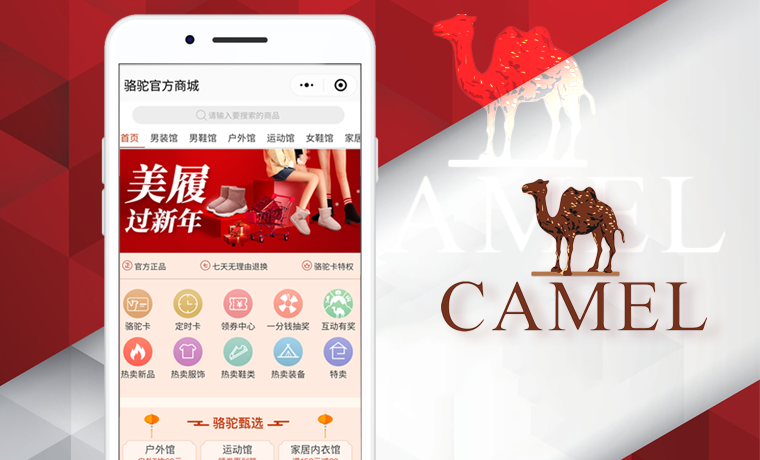 骆驼官方商城
请输入要搜索的商品
首页 男装馆 男鞋馆 户外馆 运动馆 女鞋馆 家居
美履
过新年
官方正品 七天无理由退换 骆驼卡特权
骆驼卡 定时卡 领券中心 一分钱抽奖 互动有奖
热卖新品 热卖服饰 热卖鞋类 热卖装备 特卖
骆驼甄选
户外馆 运动馆 家居内衣馆
AMEL
CAMEL